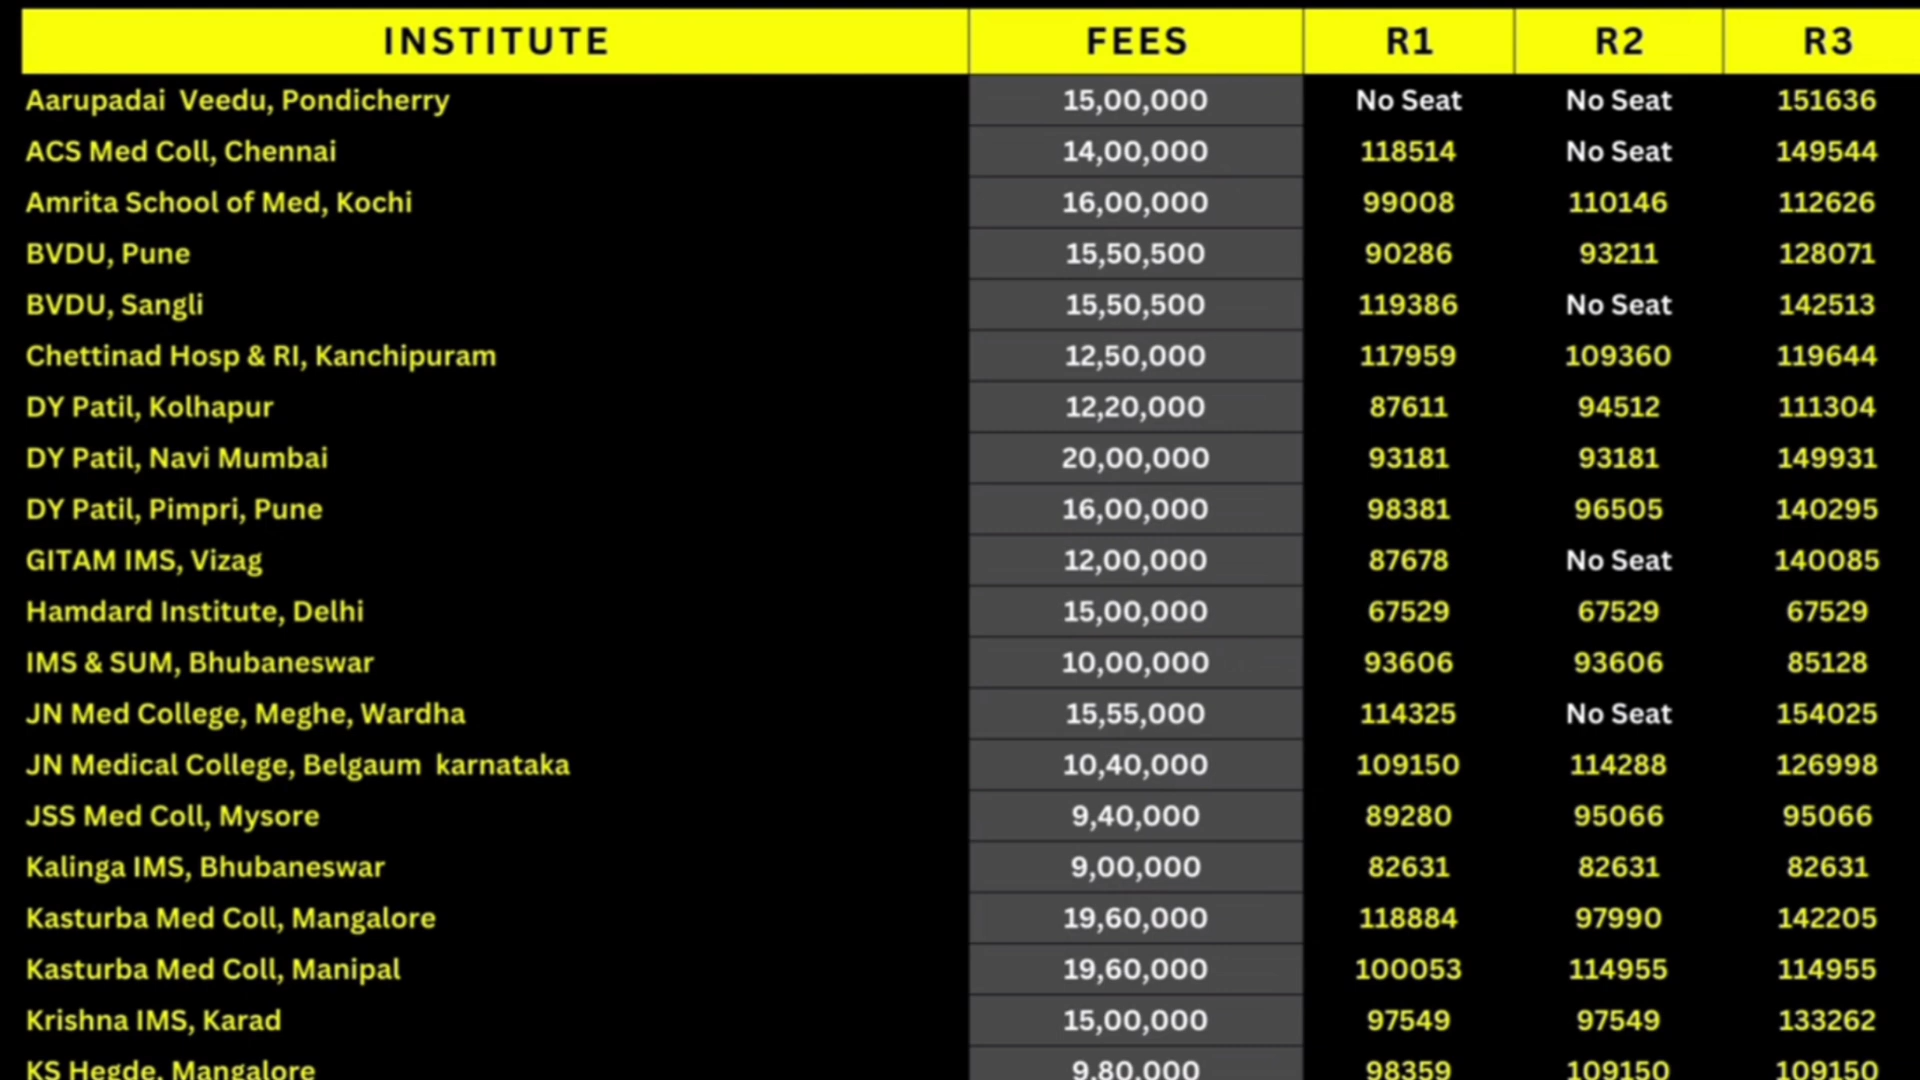 INSTITUTE FEES R1 R2 R3
Aarupadai Veedu, Pondicherry 15,00,000 No Seat No Seat 151636
ACS Med Coll, Chennai 14,00,000 118514 No Seat 149544
Amrita School of Med, Kochi 16,00,000 99008 110146 112626
BVDU, Pune 15,50,500 90286 93211 128071
BVDU, Sangli 15,50,500 119386 No Seat 142513
Chettinad Hosp & RI, Kanchipuram 12,50,000 117959 109360 119644
DY Patil, Kolhapur 12,20,000 87611 94512 111304
DY Patil, Navi Mumbai 20,00,000 93181 93181 149931
DY Patil, Pimpri, Pune 16,00,000 98381 96505 140295
GITAM IMS, Vizag 12,00,000 87678 No Seat 140085
Hamdard Institute, Delhi 15,00,000 67529 67529 67529
IMS & SUM, Bhubaneswar 10,00,000 93606 93606 85128
JN Med College, Meghe, Wardha 15,55,000 114325 No Seat 154025
JN Medical College, Belgaum karnataka 10,40,000 109150 114288 126998
JSS Med Coll, Mysore 9,40,000 89280 95066 95066
Kalinga IMS, Bhubaneswar 9,00,000 82631 82631 82631
Kasturba Med Coll, Mangalore 19,60,000 118884 97990 142205
Kasturba Med Coll, Manipal 19,60,000 100053 114955 114955
Krishna IMS, Karad 15,00,000 97549 97549 133262
KS Hegde, Mangalore 9,80,000 98359 109150 109150